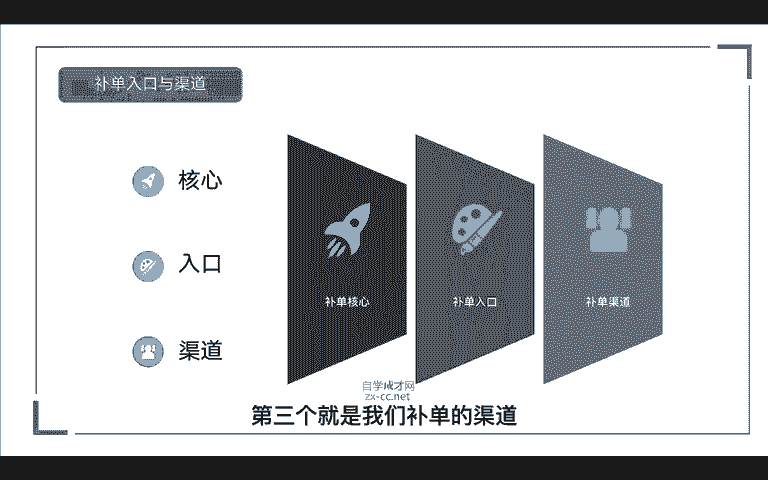 补单入口与渠道
核心
入口
渠道
补单核心
补单入口
补单渠道
自学成才网
zx-cc.net
第三个就是我们补单的渠道